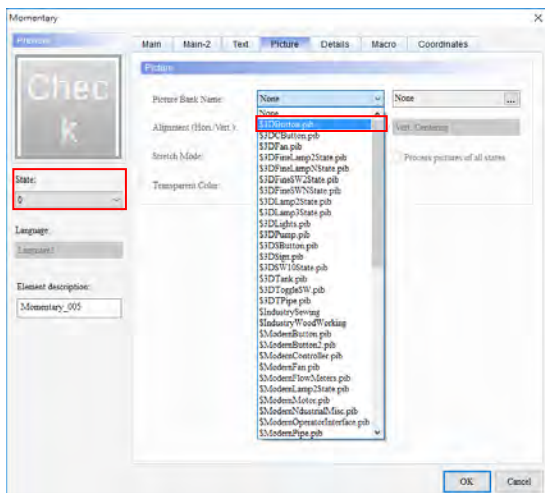 Momentary
Preview
Chec
k
State:
0
Language:
Language1
Element description:
Momentary_005
Main Main-2 Text Picture Details Macro Coordinates
Picture
Picture Bank Name: None None ...
Alignment (Hori./Vert.): Vert. Centering
Stretch Mode: Process pictures of all states
Transparent Color:
None
$3DButton.pib
$3DCButton.pib
$3DFan.pib
$3DFineLamp2State.pib
$3DFineLampNState.pib
$3DFineSW2State.pib
$3DFineSWNState.pib
$3DLamp2State.pib
$3DLamp3State.pib
$3DLights.pib
$3DPump.pib
$3DSButton.pib
$3DSign.pib
$3DSW10State.pib
$3DTank.pib
$3DToggleSW.pib
$3DTPipe.pib
$IndustrySewing
$IndustryWoodWorking
$ModernButton.pib
$ModernButton2.pib
$ModernController.pib
$ModernFan.pib
$ModernFlowMeters.pib
$ModernLamp2State.pib
$ModernMotor.pib
$ModernNdustrialMisc.pib
$ModernOperatorInterface.pib
$ModernPipe.pib
OK Cancel